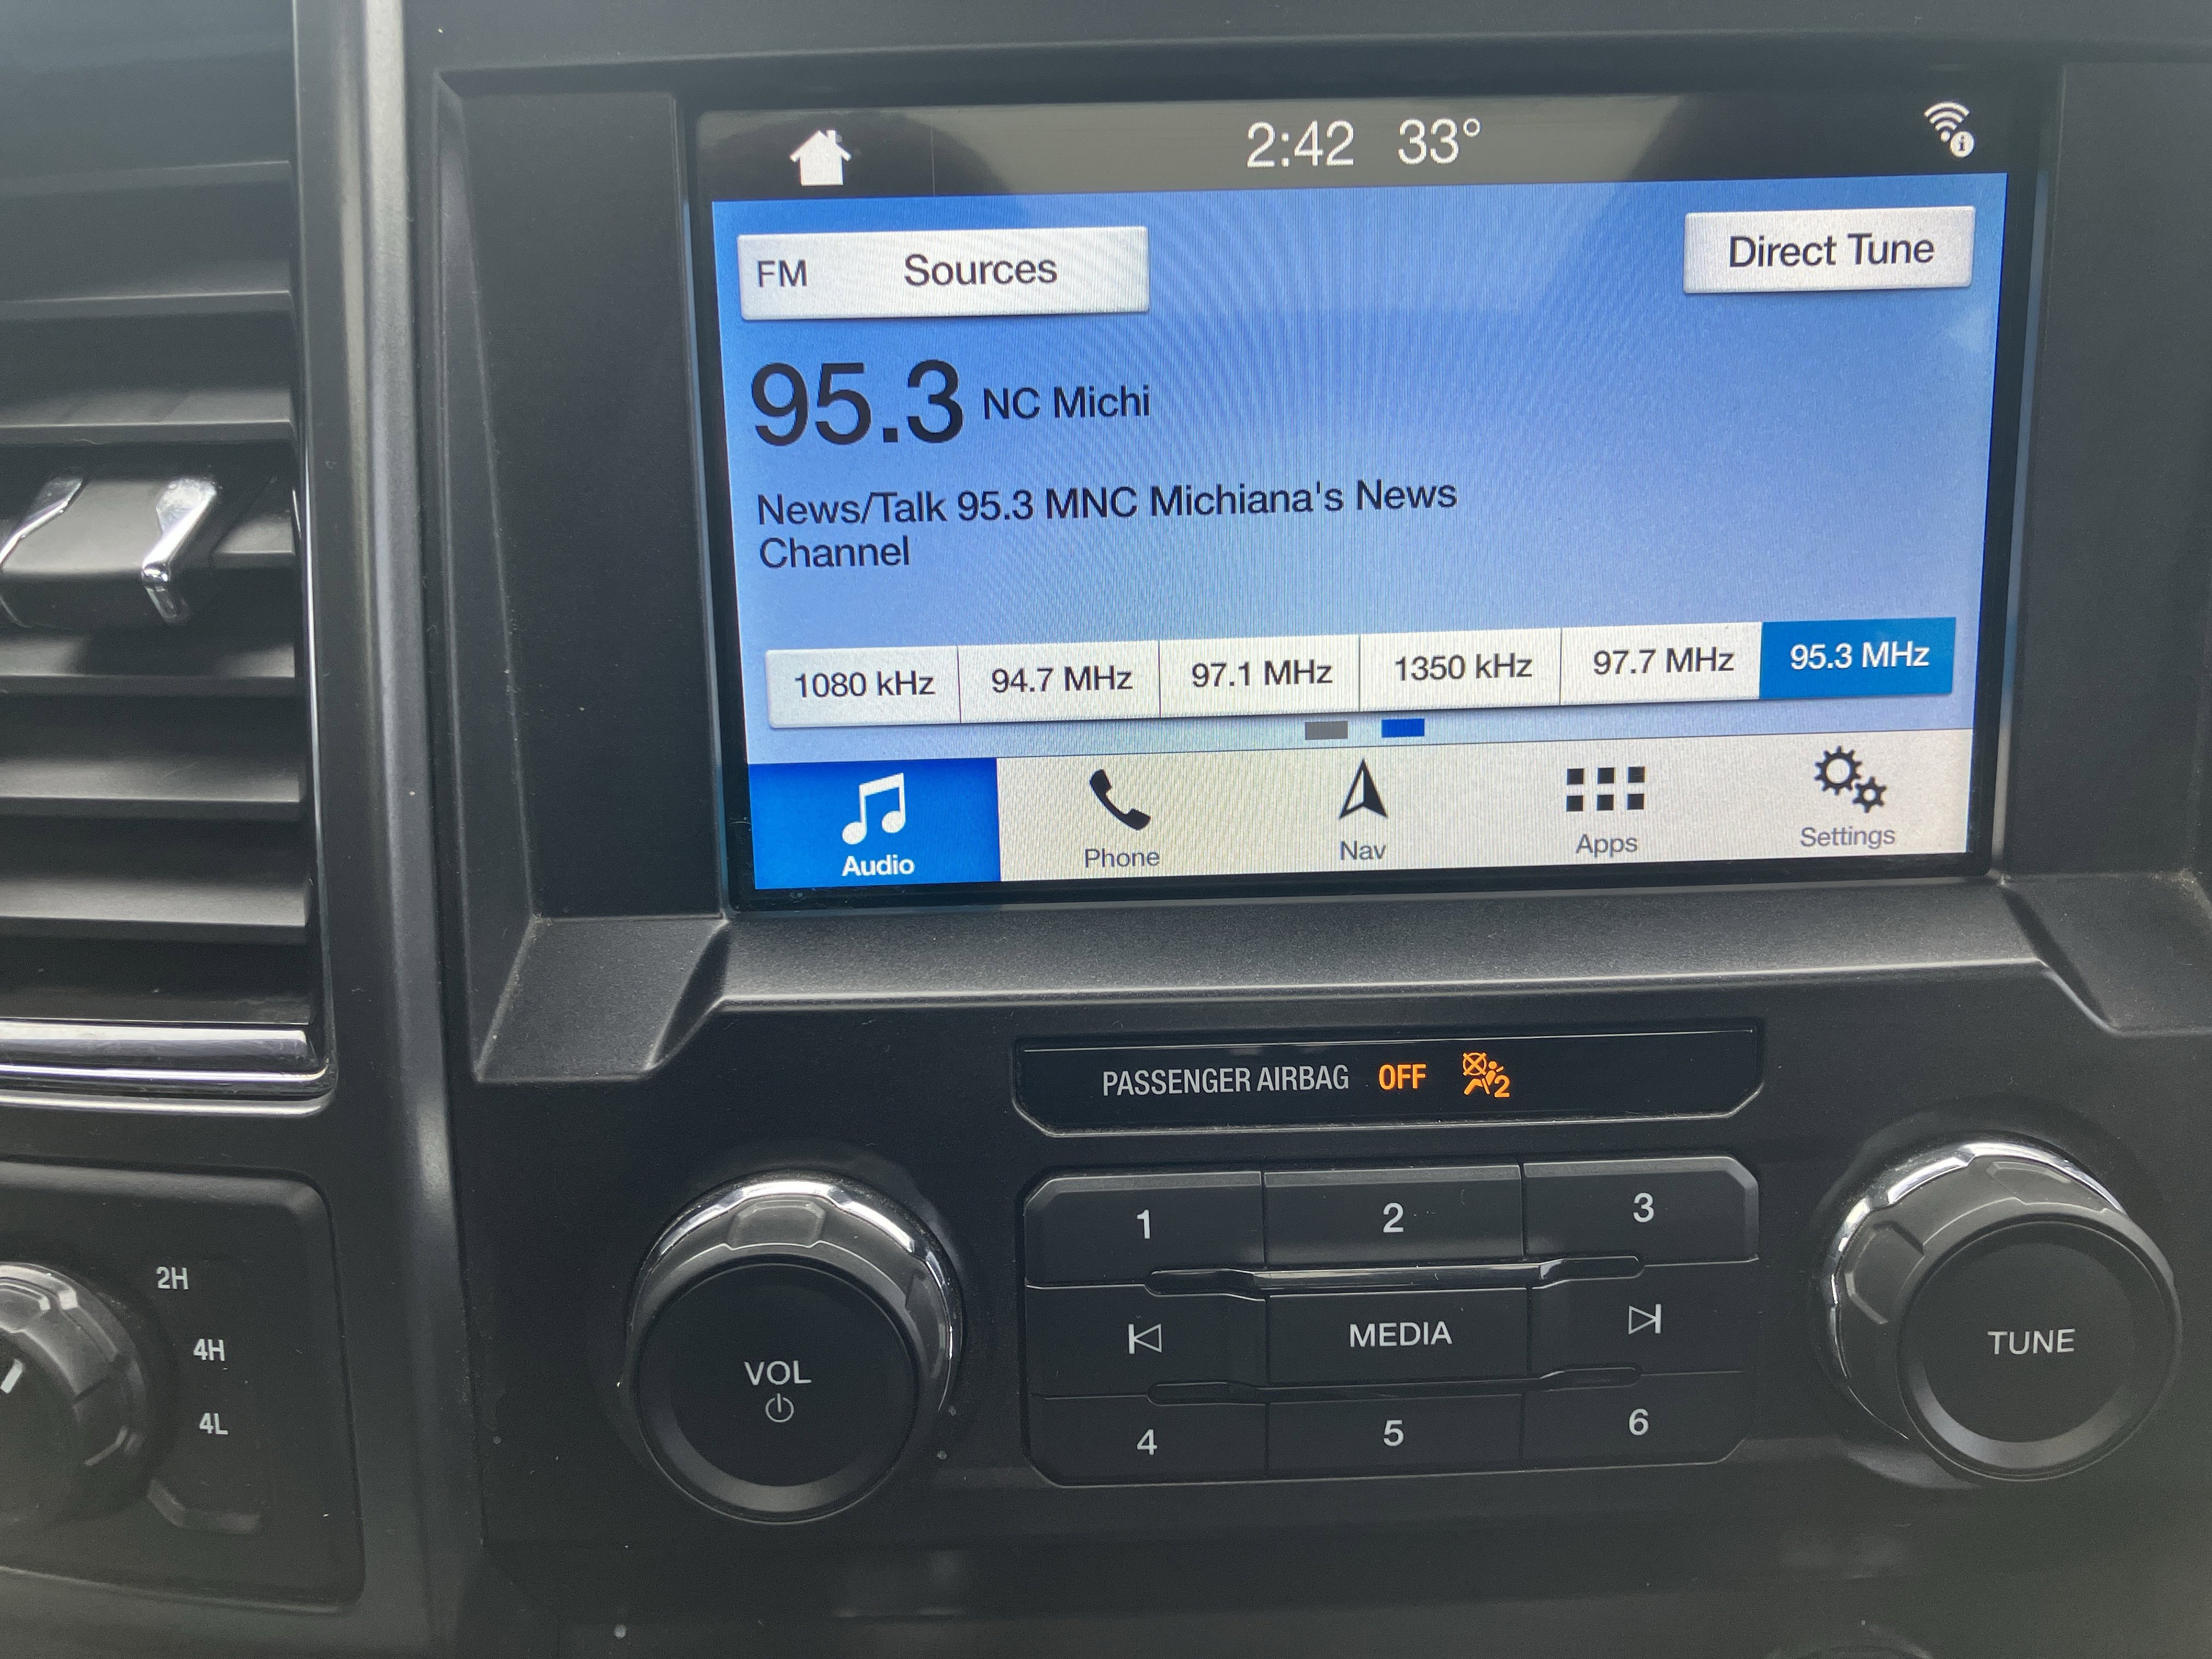 2:42 33°
FM Sources Direct Tune
95.3 NC Michi
News/Talk 95.3 MNC Michiana's News
Channel
1080 kHz 94.7 MHz 97.1 MHz 1350 kHz 97.7 MHz 95.3 MHz
Audio Phone Nav Apps Settings
PASSENGER AIRBAG OFF 2
1 2 3
MEDIA
4 5 6
VOL
TUNE
2H
4H
4L